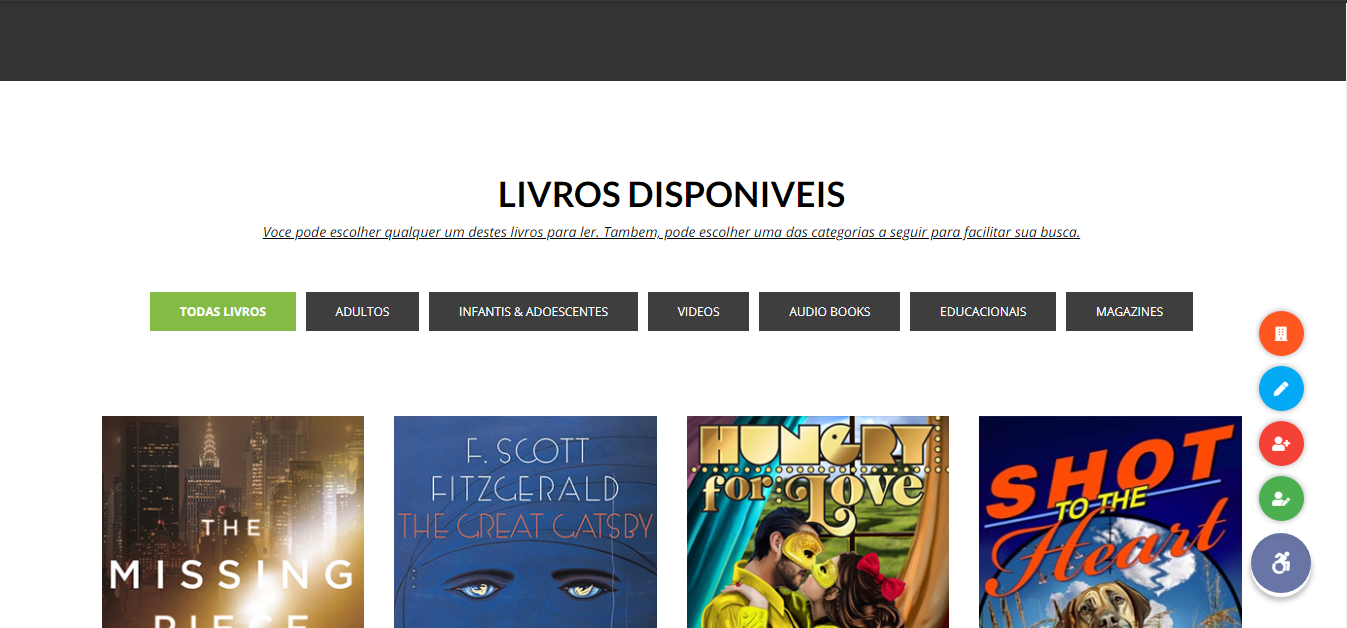 LIVROS DISPONIVEIS
Voce pode escolher qualquer um destes livros para ler. Tambem, pode escolher uma das categorias a seguir para facilitar sua busca.
TODAS LIVROS ADULTOS INFANTIS & ADOESCENTES VIDEOS AUDIO BOOKS EDUCACIONAIS MAGAZINES
THE
MISSING
PIECE
F. SCOTT
FITZGERALD
THE GREAT GATSBY
HUNGRY
for Love
SHOT
TO THE
Heart